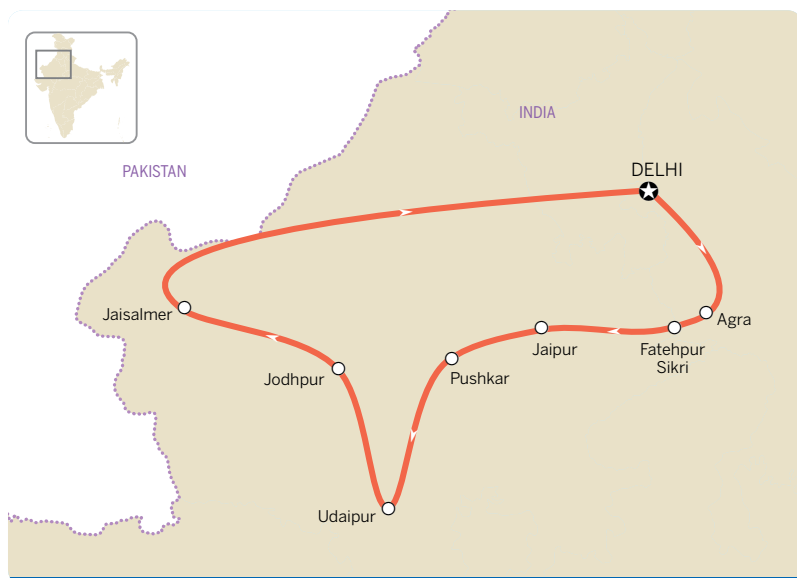 INDIA
PAKISTAN
DELHI
Jaisalmer
Agra
Jaipur
Fatehpur
Sikri
Jodhpur
Pushkar
Udaipur